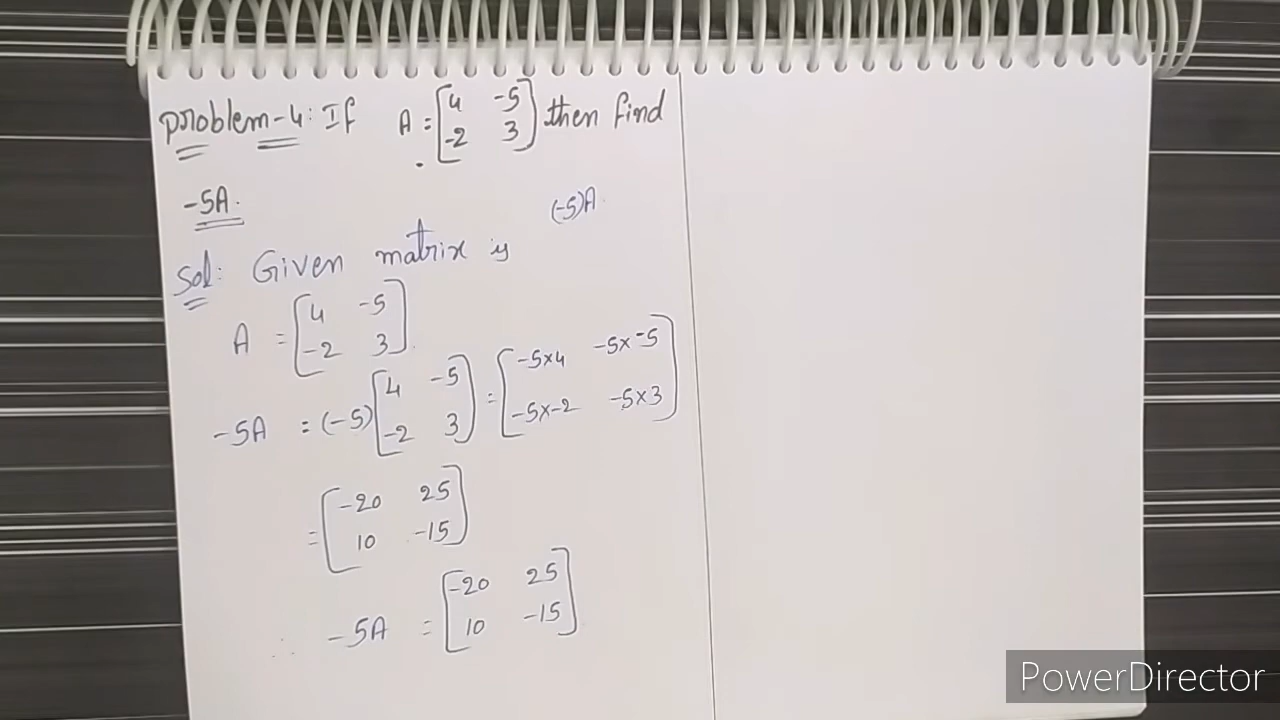 problem-4: If A = [4 -5
-2 3] then find
-5A.
(-5)A.
Sol: Given matrix is
A = [4 -5
-2 3].
-5A = (-5)[4 -5
-2 3] = [-5×4 -5×-5
-5×-2 -5×3]
= [-20 25
10 -15]
∴ -5A = [-20 25
10 -15]
PowerDirector